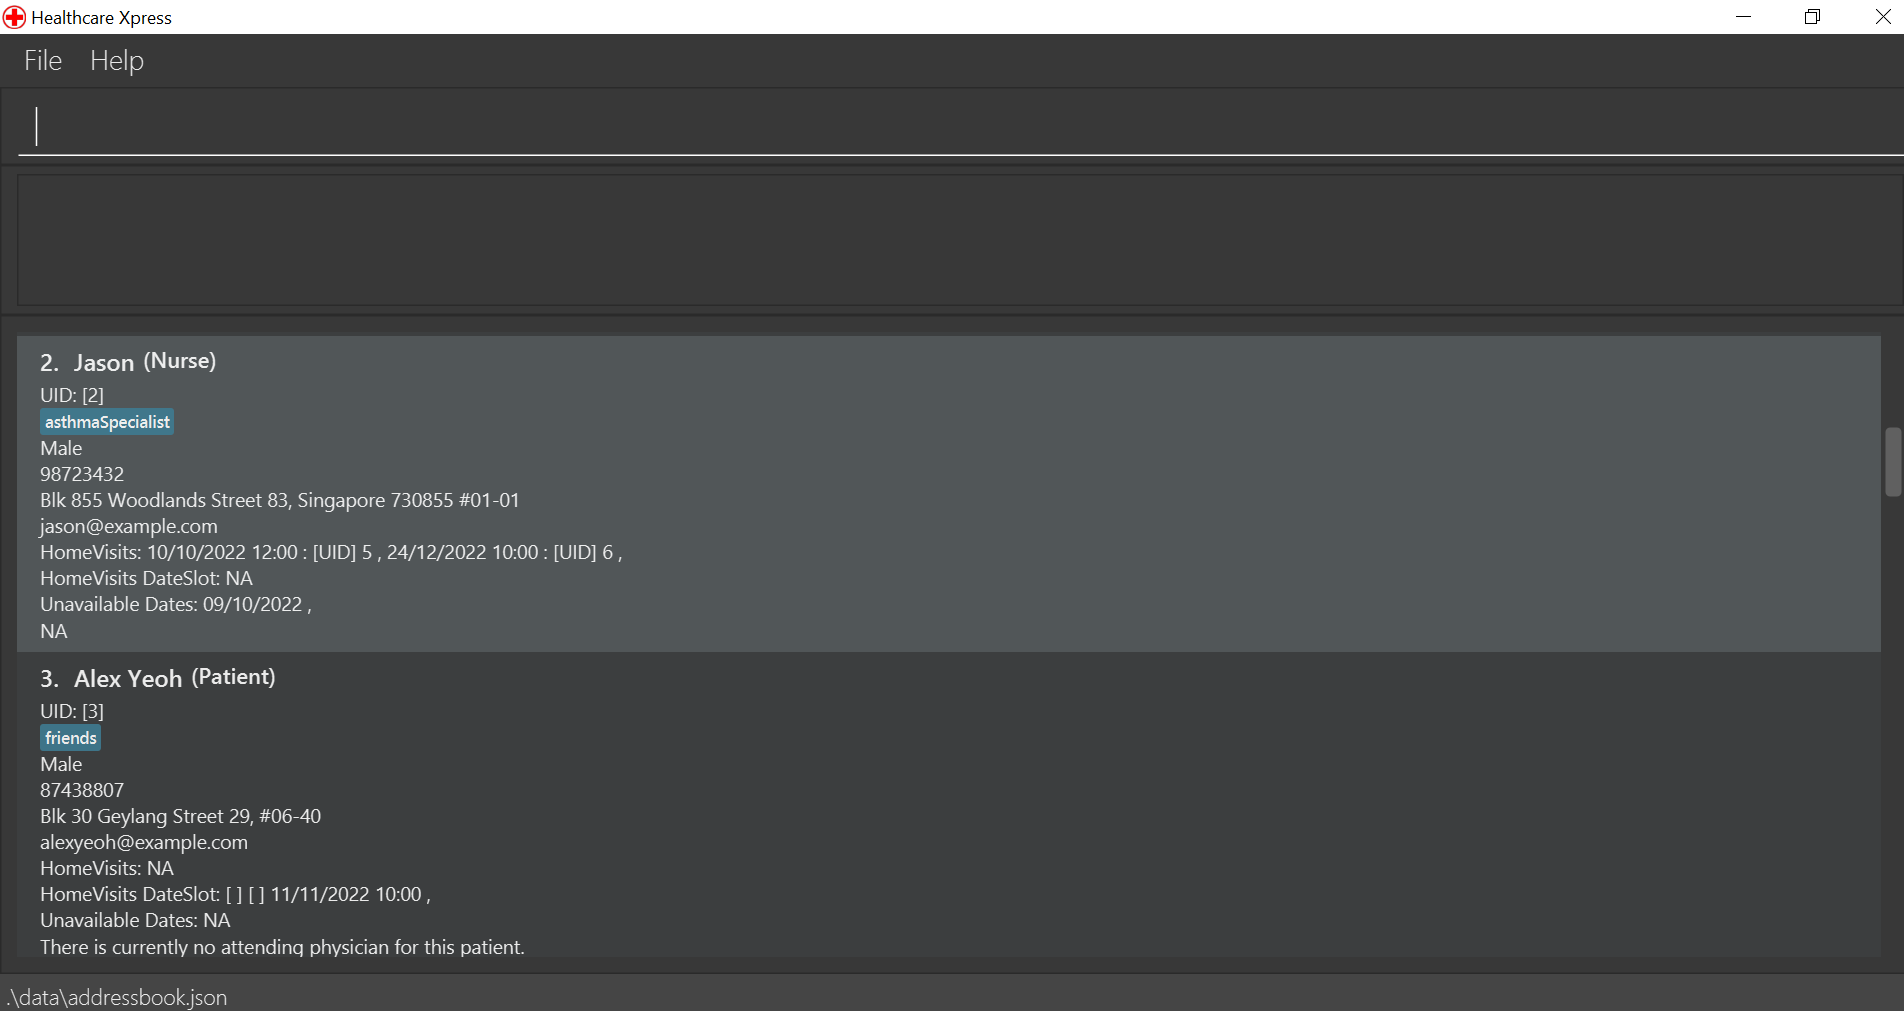 Healthcare Xpress
File Help
2. Jason (Nurse)
UID: [2]
asthmaSpecialist
Male
98723432
Blk 855 Woodlands Street 83, Singapore 730855 #01-01
jason@example.com
HomeVisits: 10/10/2022 12:00 : [UID] 5 , 24/12/2022 10:00 : [UID] 6 ,
HomeVisits DateSlot: NA
Unavailable Dates: 09/10/2022 ,
NA
3. Alex Yeoh (Patient)
UID: [3]
friends
Male
87438807
Blk 30 Geylang Street 29, #06-40
alexyeoh@example.com
HomeVisits: NA
HomeVisits DateSlot: [ ] [ ] 11/11/2022 10:00 ,
Unavailable Dates: NA
There is currently no attending physician for this patient.
.\data\addressbook.json